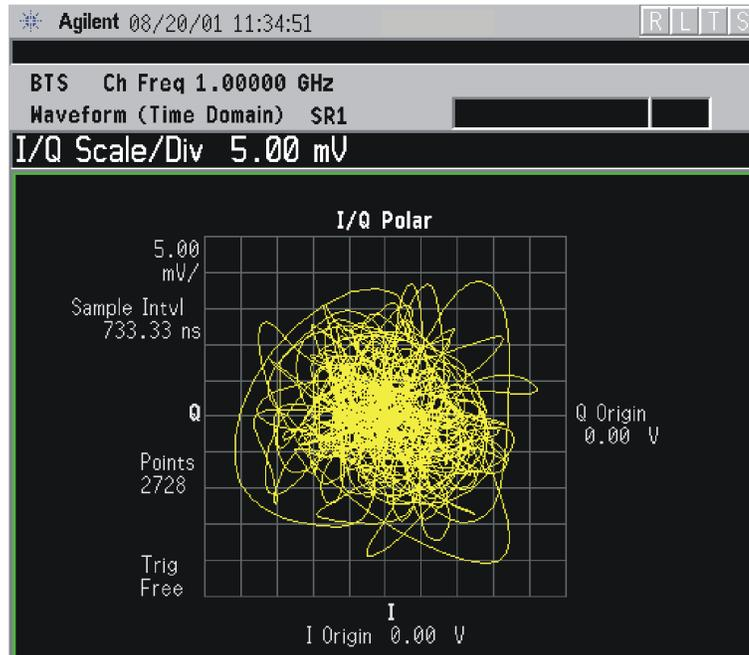 Agilent 08/20/01 11:34:51 R L T S
BTS Ch Freq 1.00000 GHz
Waveform (Time Domain) SR1
I/Q Scale/Div 5.00 mV
I/Q Polar
5.00
mV/
Sample Intvl
733.33 ns
Q
Q Origin
0.00 V
Points
2728
Trig
Free
I
I Origin 0.00 V